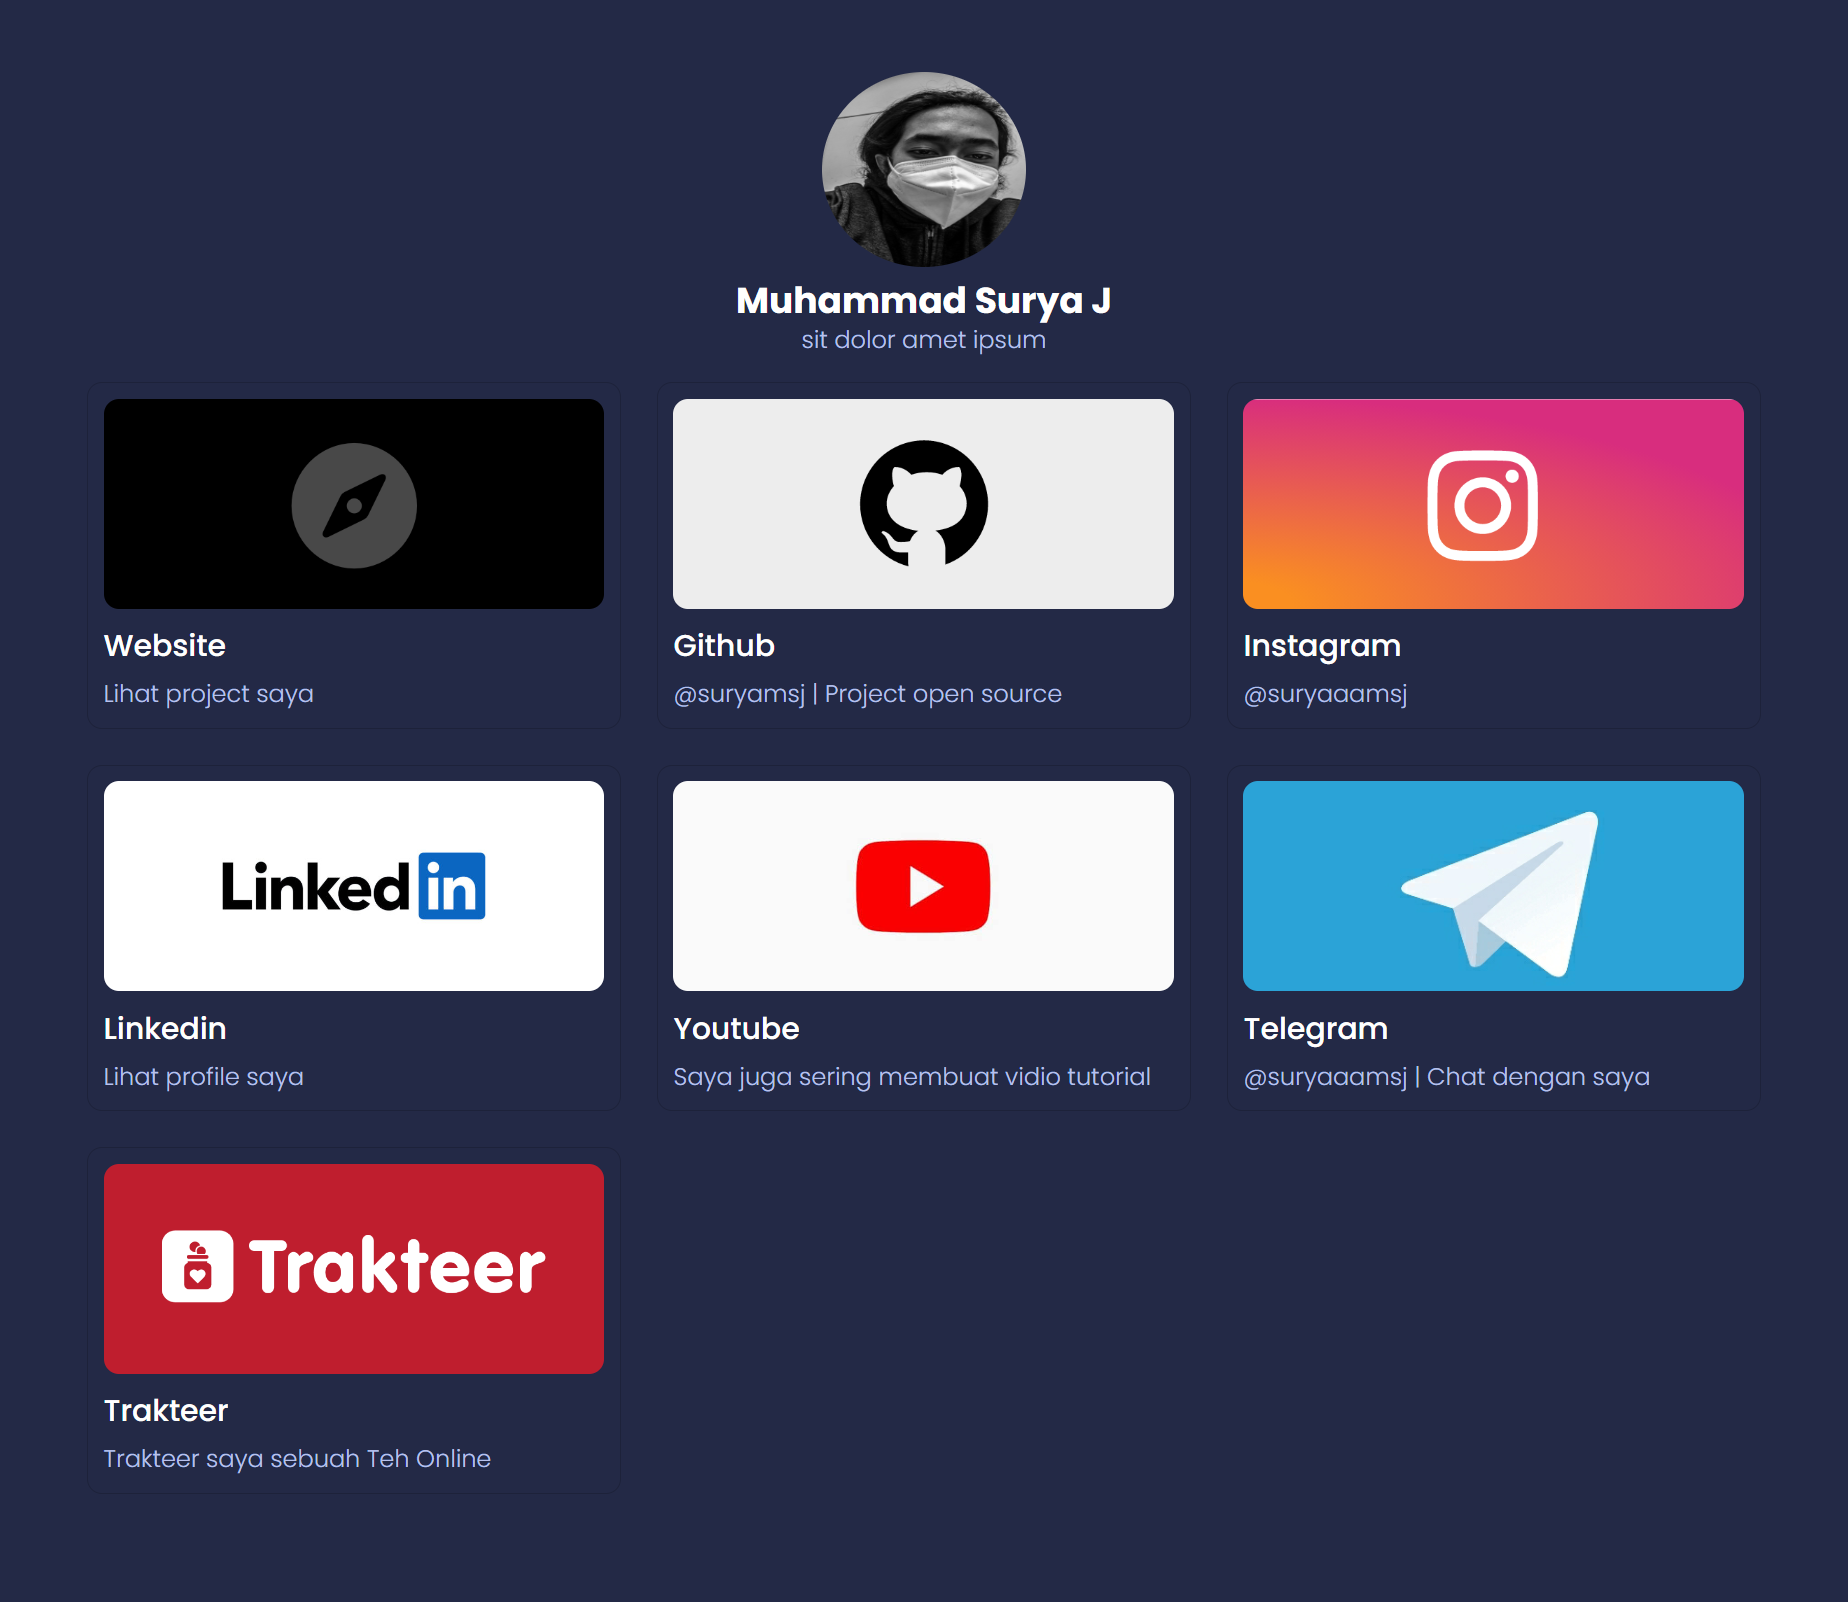 Muhammad Surya J
sit dolor amet ipsum
Website
Lihat project saya
Github
@suryamsj | Project open source
Instagram
@suryaaamsj
Linked in
Linkedin
Lihat profile saya
Youtube
Saya juga sering membuat vidio tutorial
Telegram
@suryaaamsj | Chat dengan saya
Trakteer
Trakteer
Trakteer saya sebuah Teh Online